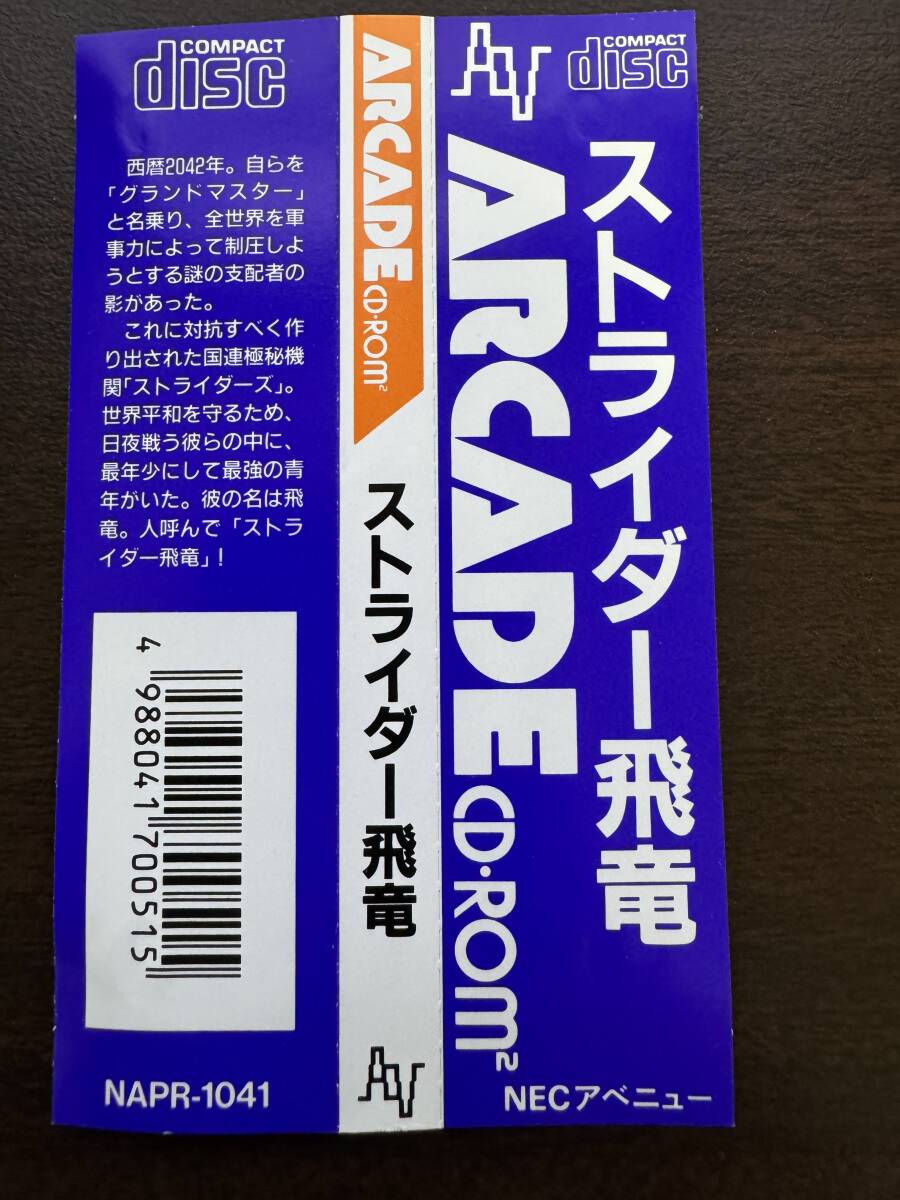 COMPACT
disc
西暦2042年。自らを
「グランドマスター」
と名乗り、全世界を軍
事力によって制圧しよ
うとする謎の支配者の
影があった。
これに対抗すべく作
り出された国連極秘機
関「ストライダーズ」。
世界平和を守るため、
日夜戦う彼らの中に、
最年少にして最強の青
年がいた。彼の名は飛
竜。人呼んで「ストラ
イダー飛竜」!
4 988041 700515
NAPR-1041
ARCADE CD・ROM²
ストライダー飛竜
AV
AV
COMPACT
disc
ARCADE CD・ROM²
ストライダー飛竜
NECアベニュー